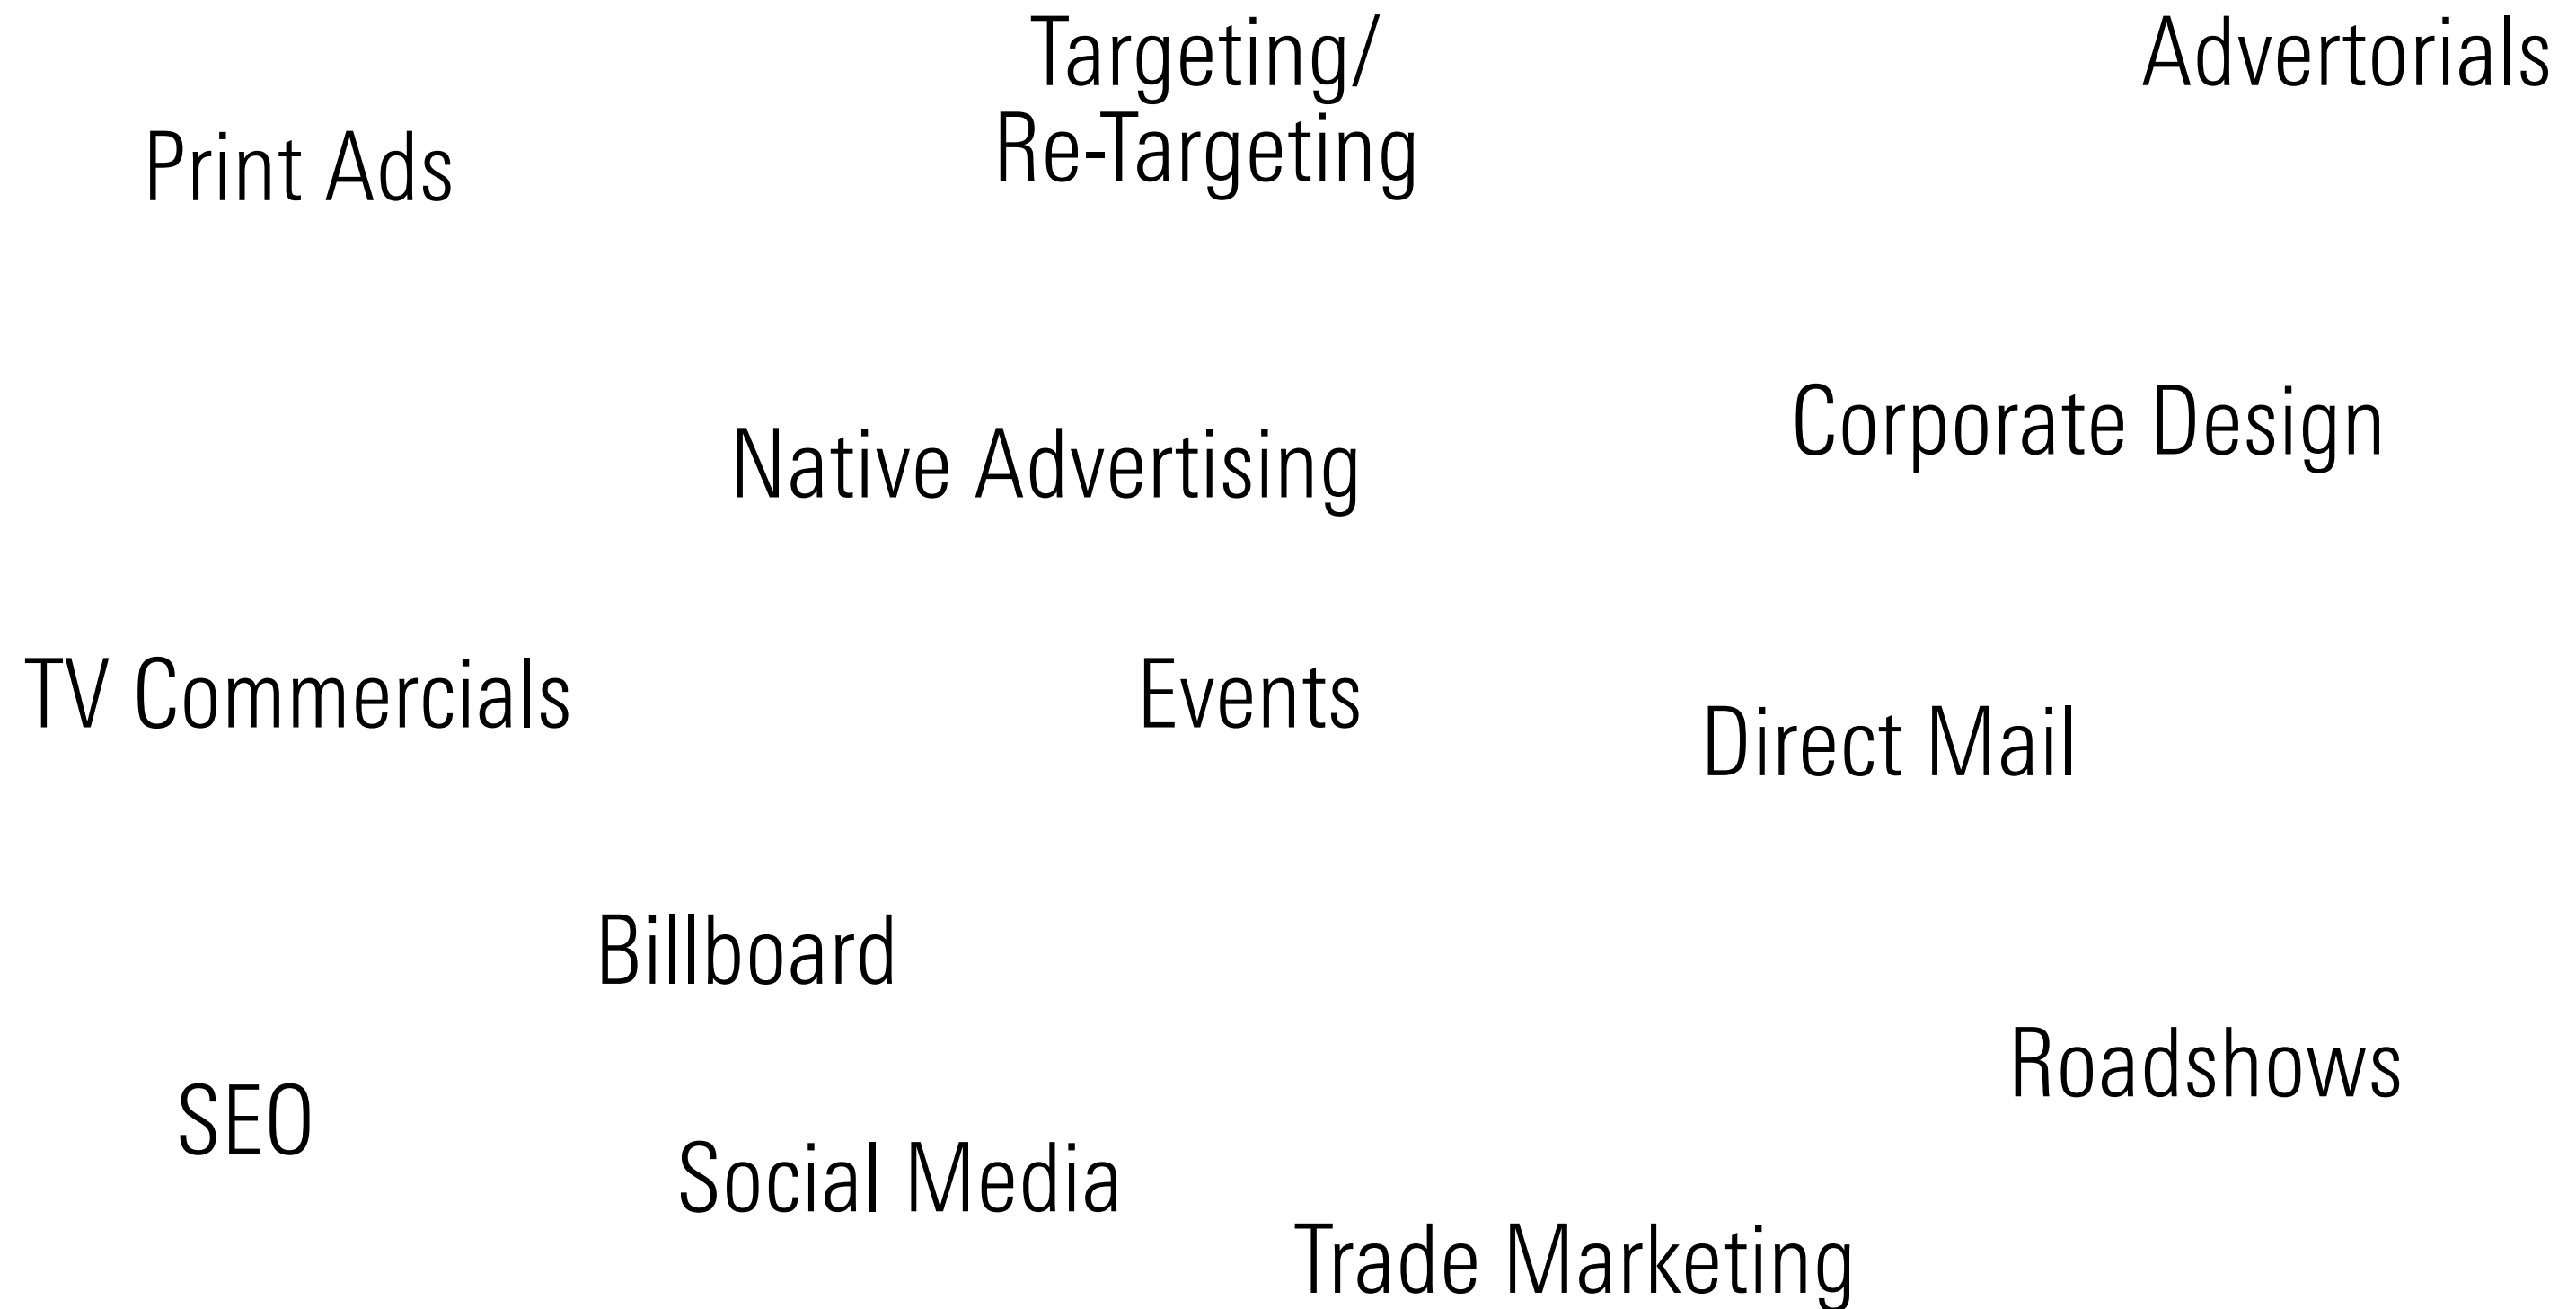 Targeting/
Re-Targeting
Advertorials
Print Ads
Corporate Design
Native Advertising
TV Commercials
Events
Direct Mail
Billboard
Roadshows
SEO
Social Media
Trade Marketing